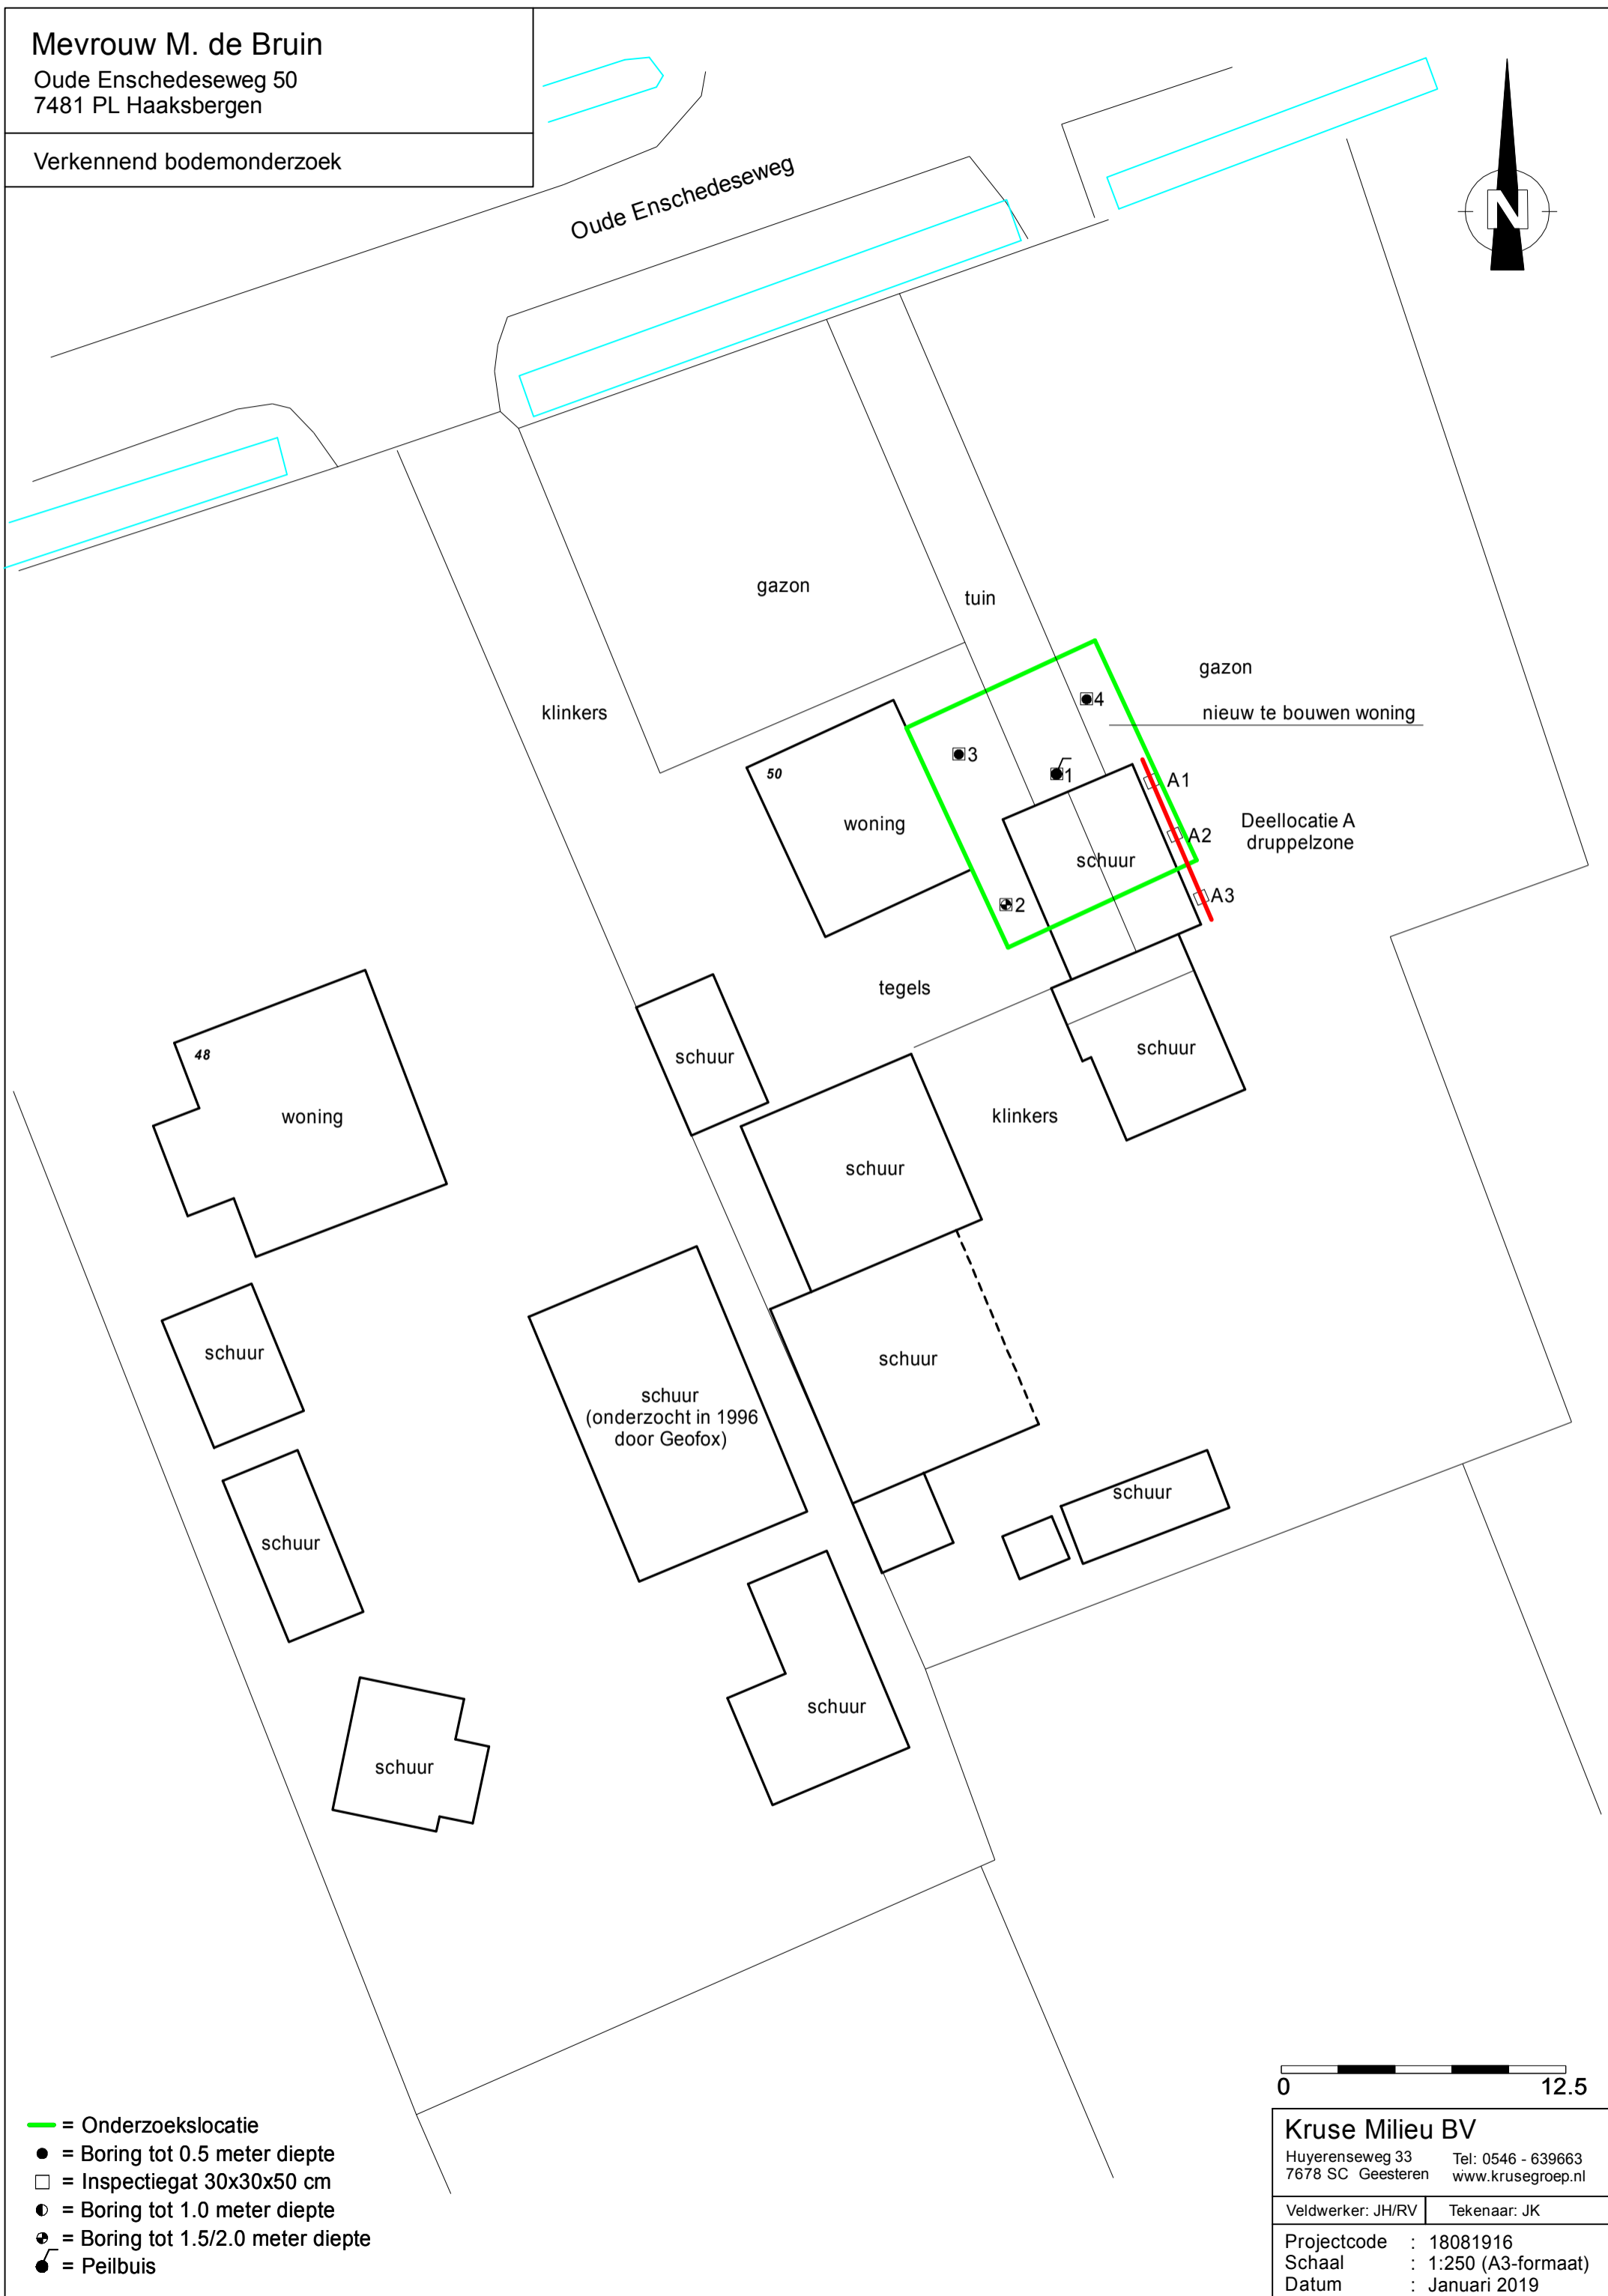 Mevrouw M. de Bruin
Oude Enschedeseweg 50
7481 PL Haaksbergen
Verkennend bodemonderzoek
Oude Enschedeseweg
N
gazon
tuin
gazon
klinkers
nieuw te bouwen woning
4
3
1
50
woning
A1
A2
Deellocatie A
druppelzone
schuur
A3
2
tegels
schuur
schuur
48
woning
klinkers
schuur
schuur
schuur
schuur
(onderzocht in 1996
door Geofox)
schuur
schuur
schuur
schuur
0 12.5
= Onderzoekslocatie
= Boring tot 0.5 meter diepte
= Inspectiegat 30x30x50 cm
= Boring tot 1.0 meter diepte
= Boring tot 1.5/2.0 meter diepte
= Peilbuis
Kruse Milieu BV
Huyerenseweg 33 Tel: 0546 - 639663
7678 SC Geesteren www.krusegroep.nl
Veldwerker: JH/RV Tekenaar: JK
Projectcode : 18081916
Schaal : 1:250 (A3-formaat)
Datum : Januari 2019